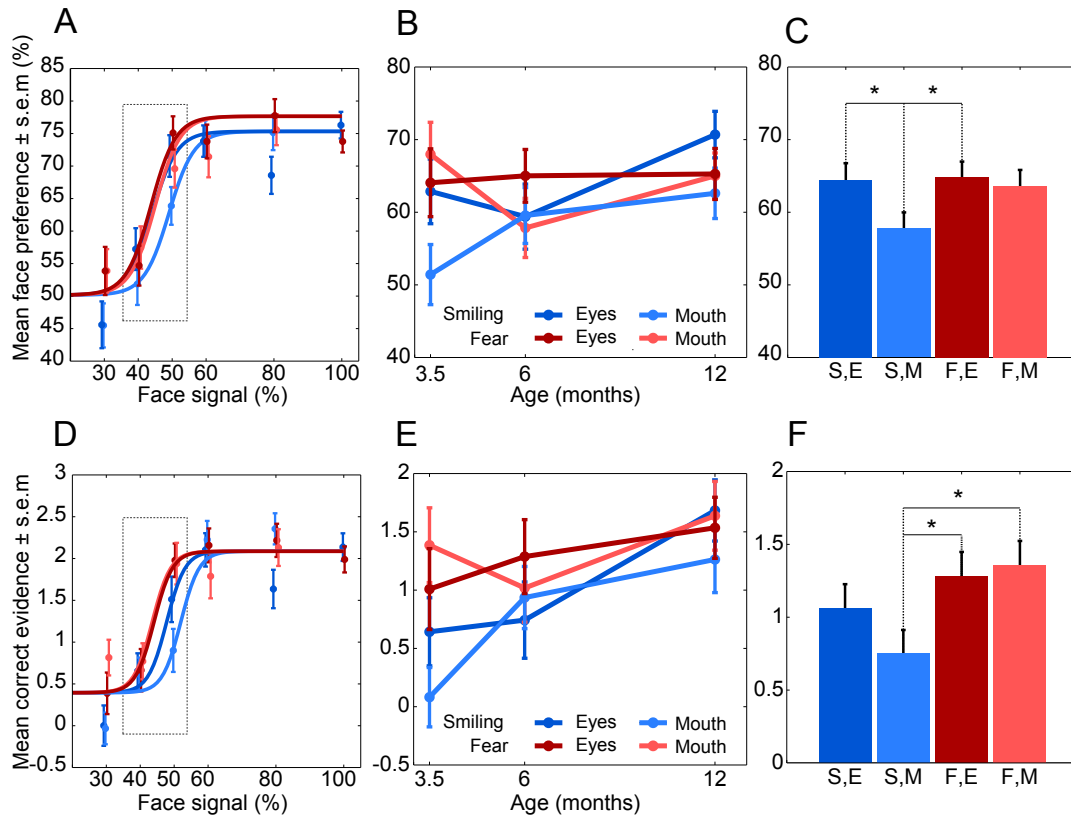 A
Mean face preference ± s.e.m (%)
85
80
75
70
65
60
55
50
45
40
30 40 50 60 80 100
Face signal (%)
B
80
70
60
50
40
Smiling Eyes Mouth
Fear Eyes Mouth
3.5 6 12
Age (months)
C
80
70
60
50
40
* *
S,E S,M F,E F,M
D
Mean correct evidence ± s.e.m
3
2.5
2
1.5
1
0.5
0
-0.5
30 40 50 60 80 100
Face signal (%)
E
2
1.5
1
0.5
0
-0.5
Smiling Eyes Mouth
Fear Eyes Mouth
3.5 6 12
Age (months)
F
2
1.5
1
0.5
0
*
*
S,E S,M F,E F,M